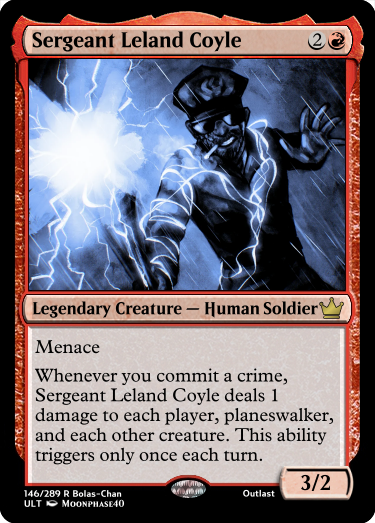 Sergeant Leland Coyle 2
Legendary Creature — Human Soldier
Menace
Whenever you commit a crime,
Sergeant Leland Coyle deals 1
damage to each player, planeswalker,
and each other creature. This ability
triggers only once each turn.
3/2
146/289 R Bolas-Chan
Outlast
ULT Moonphase40